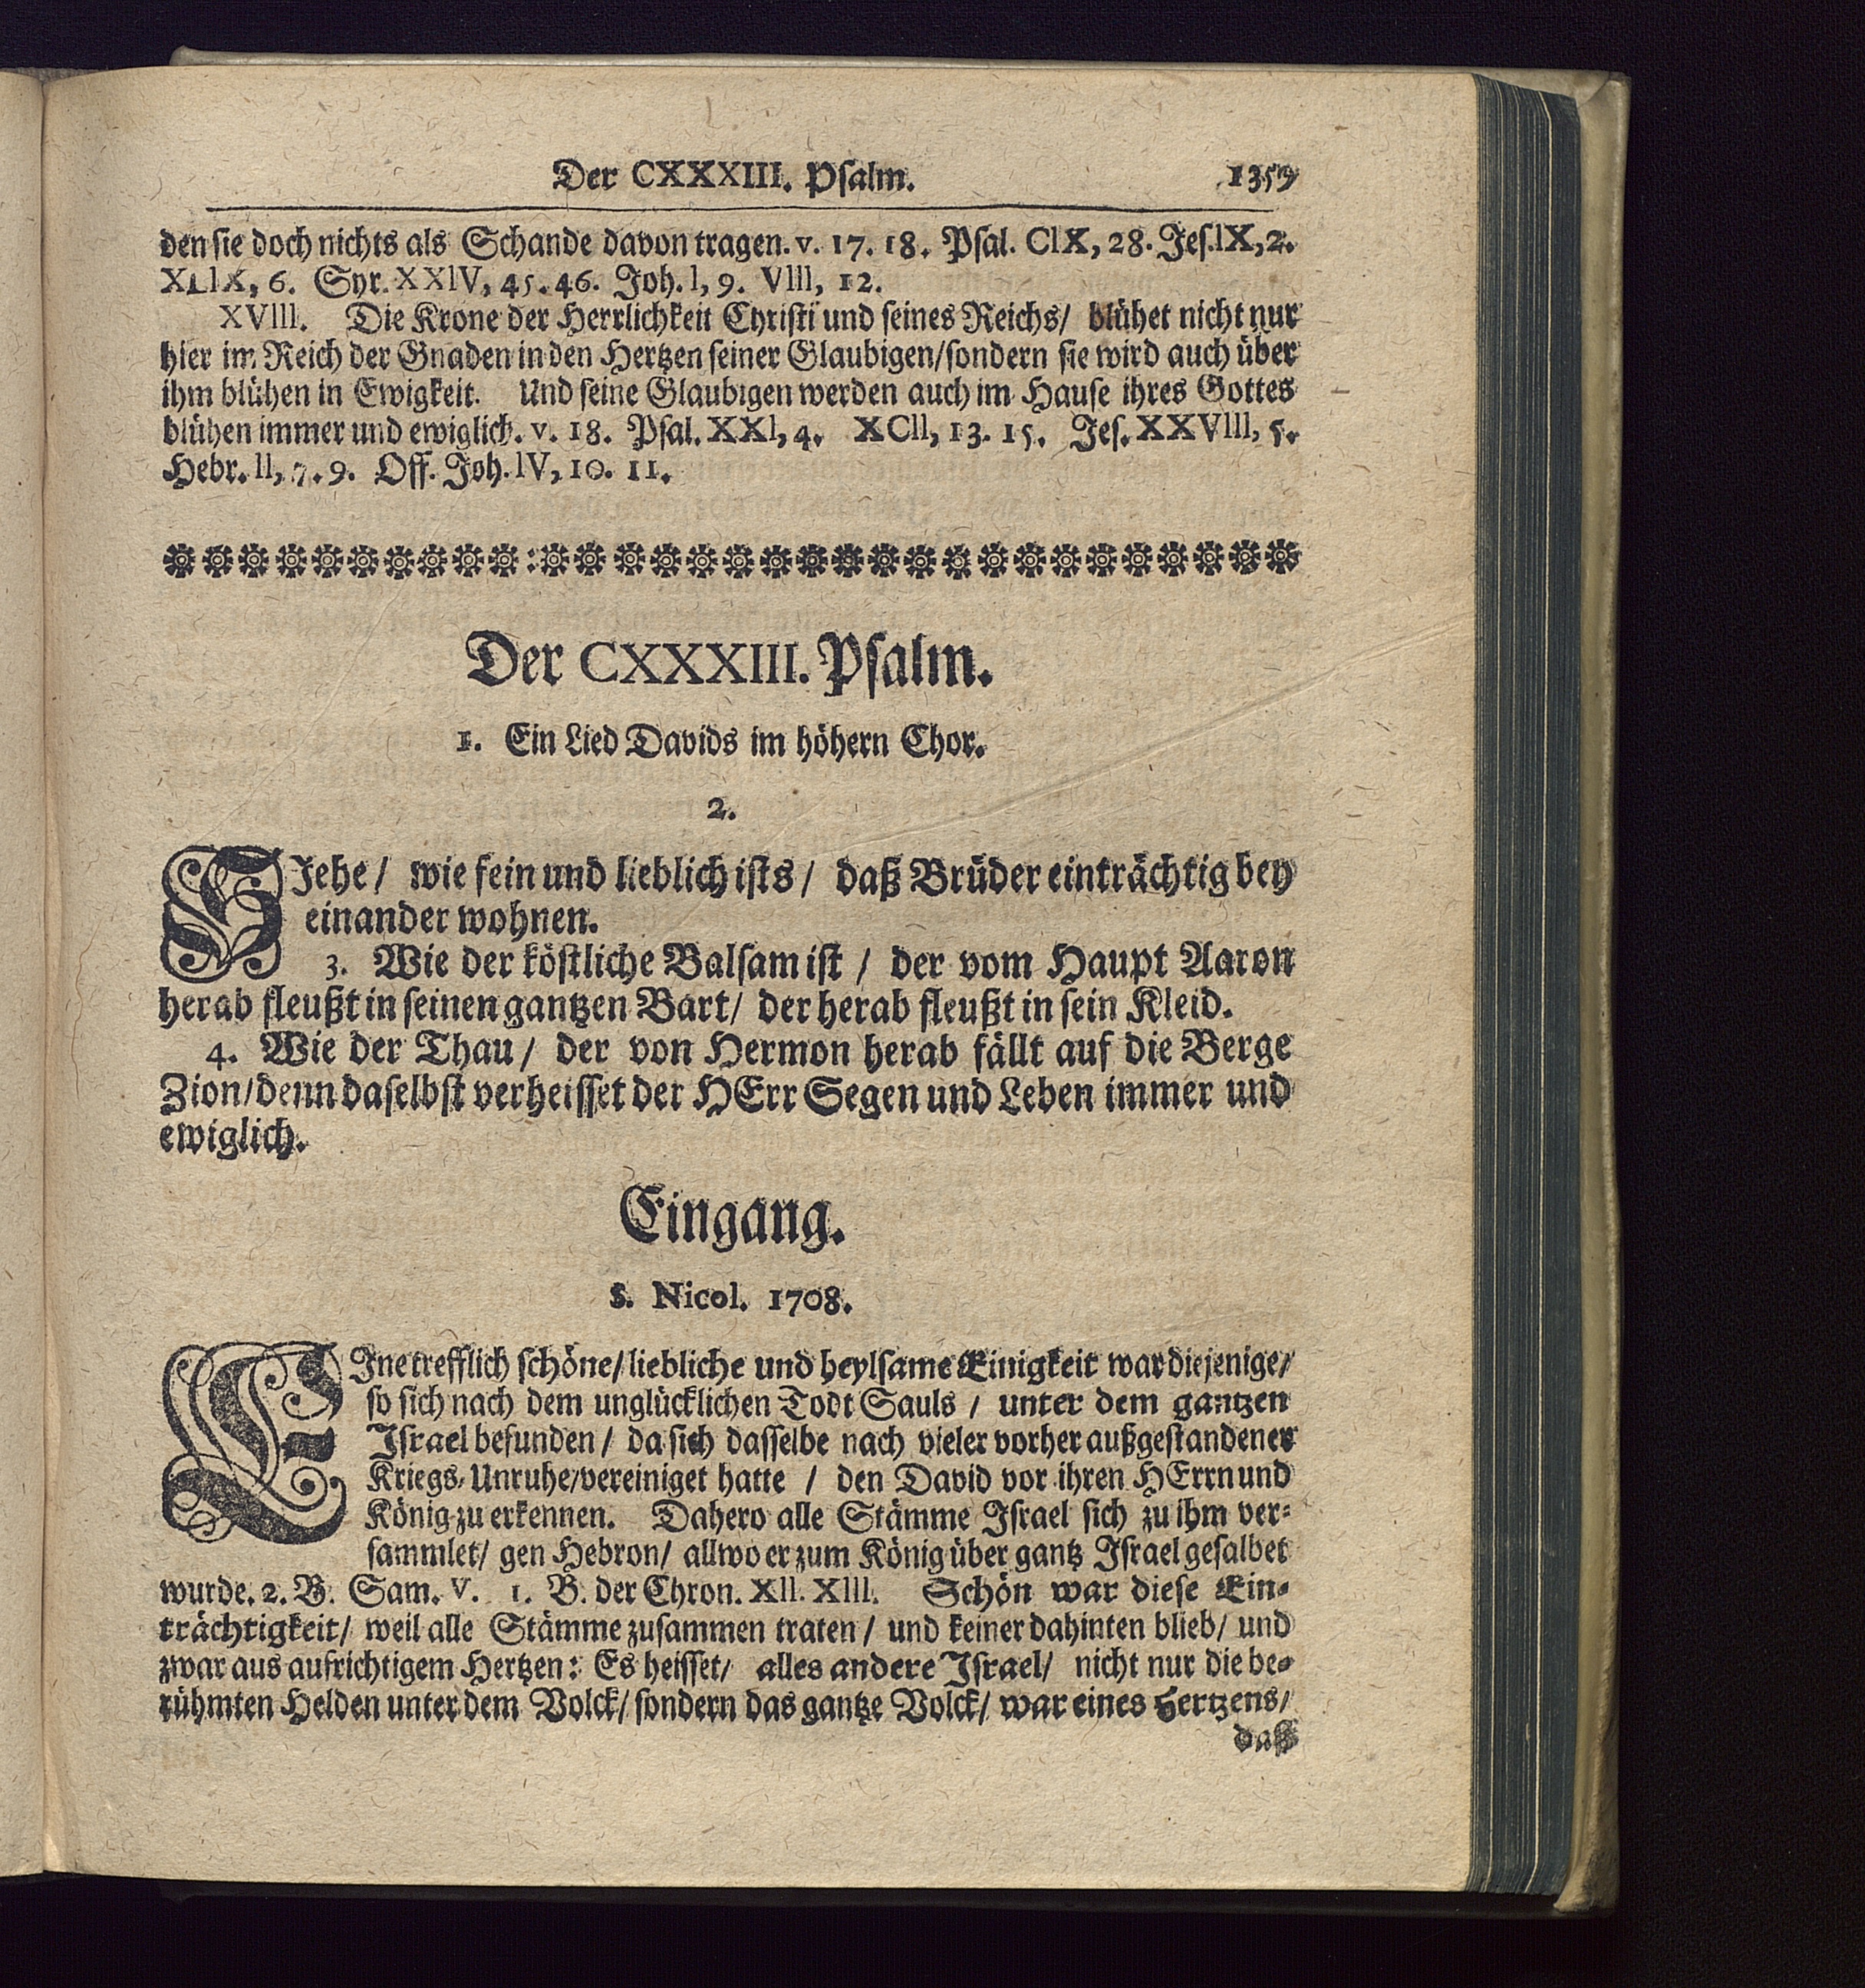 Der CXXXIII. Psalm. 1359
den sie doch nichts als Schande davon tragen. v. 17. 18. Psal. CIX, 28. Jes. IX, 2.
XLIX, 6. Syr. XXIV, 45. 46. Joh. I, 9. VIII, 12.
XVIII. Die Krone der Herrlichkeit Christi und seines Reichs/ blühet nicht nur
hier im Reich der Gnaden in den Hertzen seiner Glaubigen/ sondern sie wird auch über
ihm blühen in Ewigkeit. Und seine Glaubigen werden auch im Hause ihres Gottes
blühen immer und ewiglich. v. 18. Psal. XXI, 4. XCII, 13. 15. Jes. XXVIII, 5.
Hebr. II, 7. 9. Off. Joh. IV, 10. 11.
Der CXXXIII. Psalm.
1. Ein Lied Davids im höhern Chor.
2.
SJehe/ wie fein und lieblich ists/ daß Brüder einträchtig bey
einander wohnen.
3. Wie der köstliche Balsam ist / der vom Haupt Aaron
herab fleußt in seinen gantzen Bart/ der herab fleußt in sein Kleid.
4. Wie der Thau/ der von Hermon herab fällt auf die Berge
Zion/ denn daselbst verheisset der HErr Segen und Leben immer und
ewiglich.
Eingang.
S. Nicol. 1708.
EJne trefflich schöne/ liebliche und heylsame Einigkeit war diejenige/
so sich nach dem unglücklichen Todt Sauls / unter dem gantzen
Israel befunden/ da sich dasselbe nach vieler vorher außgestandener
Kriegs-Unruhe/ vereiniget hatte / den David vor ihren HErrn und
König zu erkennen. Dahero alle Stämme Israel sich zu ihm ver-
sammlet/ gen Hebron/ allwo er zum König über gantz Israel gesalbet
wurde. 2. B. Sam. V. 1. B. der Chron. XII. XIII. Schön war diese Ein-
trächtigkeit/ weil alle Stämme zusammen traten/ und keiner dahinten blieb/ und
zwar aus aufrichtigem Hertzen: Es heisset/ alles andere Israel/ nicht nur die be-
rühmten Helden unter dem Volck/ sondern das gantze Volck/ war eines Hertzens/
daß